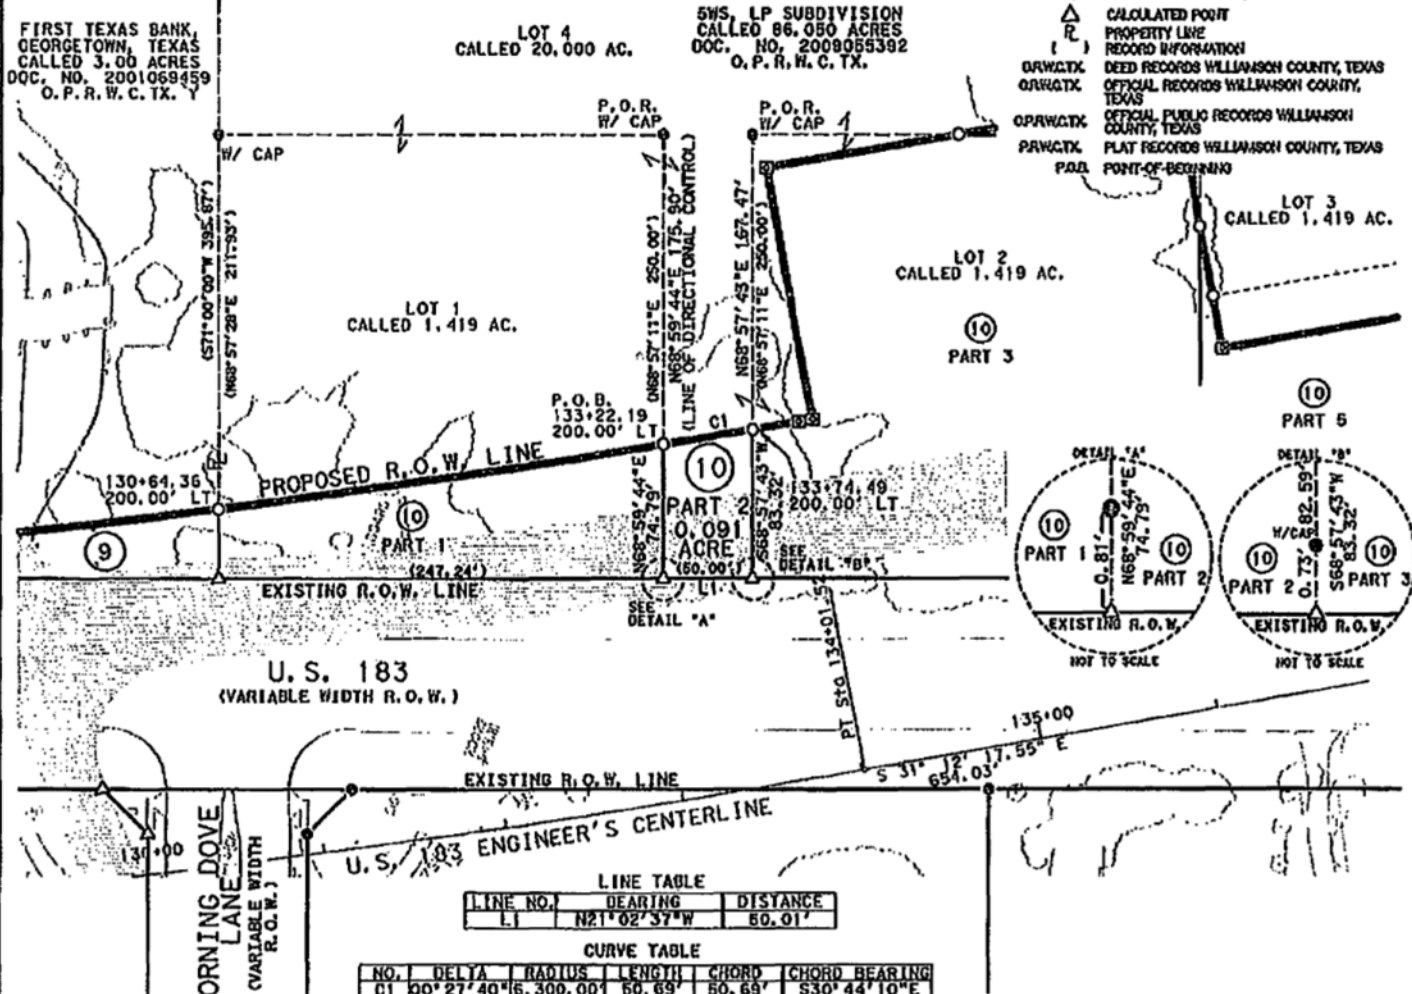 FIRST TEXAS BANK,
GEORGETOWN, TEXAS
CALLED 3.00 ACRES
DOC. NO. 2001069459
O.P.R.W.C.TX.
LOT 4
CALLED 20.000 AC.
5WS, LP SUBDIVISION
CALLED 86.050 ACRES
DOC. NO. 2009055392
O.P.R.W.C.TX.
CALCULATED POINT
PROPERTY LINE
( ) RECORD INFORMATION
D.R.W.C.TX. DEED RECORDS WILLIAMSON COUNTY, TEXAS
O.R.W.C.TX. OFFICIAL RECORDS WILLIAMSON COUNTY,
TEXAS
O.P.R.W.C.TX. OFFICIAL PUBLIC RECORDS WILLIAMSON
COUNTY, TEXAS
P.R.W.C.TX. PLAT RECORDS WILLIAMSON COUNTY, TEXAS
P.O.B. POINT-OF-BEGINNING
W/ CAP
P.O.R.
W/ CAP
P.O.R.
W/ CAP
(S71°00'00"W 395.87')
(N68°57'28"E 217.93')
LOT 1
CALLED 1.419 AC.
(N68°57'11"E 250.00')
N68°59'44"E 175.90'
(LINE OF DIRECTIONAL CONTROL)
N68°57'43"E 167.47'
(N68°57'11"E 250.00')
LOT 2
CALLED 1.419 AC.
10
PART 3
LOT 3
CALLED 1.419 AC.
10
PART 5
P.O.B.
133+22.19
200.00' LT
C1
130+64.36
200.00' LT
PROPOSED R.O.W. LINE
9
10
PART 1
(247.24')
EXISTING R.O.W. LINE
N68°59'44"E
74.79'
10
PART 2
0.091
ACRE
(50.00')
L1
S68°57'43"W
83.32'
133+74.49
200.00' LT
SEE
DETAIL "B"
SEE
DETAIL "A"
DETAIL "A"
10
PART 1
0.81'
N68°59'44"E
74.79'
10
PART 2
EXISTING R.O.W.
NOT TO SCALE
DETAIL "B"
10
PART 2
W/CAP
0.73'
82.59'
S68°57'43"W
83.32'
10
PART 3
EXISTING R.O.W.
NOT TO SCALE
U.S. 183
(VARIABLE WIDTH R.O.W.)
PT Sta 134+01.52
135+00
S 31° 12' 17.55" E
654.03'
EXISTING R.O.W. LINE
U.S. 183 ENGINEER'S CENTERLINE
130+00
ORNING DOVE
LANE
(VARIABLE WIDTH
R.O.W.)
LINE TABLE
LINE NO. BEARING DISTANCE
L1 N21°02'37"W 50.01'
CURVE TABLE
NO. DELTA RADIUS LENGTH CHORD CHORD BEARING
C1 00°27'40" 6,300.00' 50.69' 50.69' S30°44'10"E